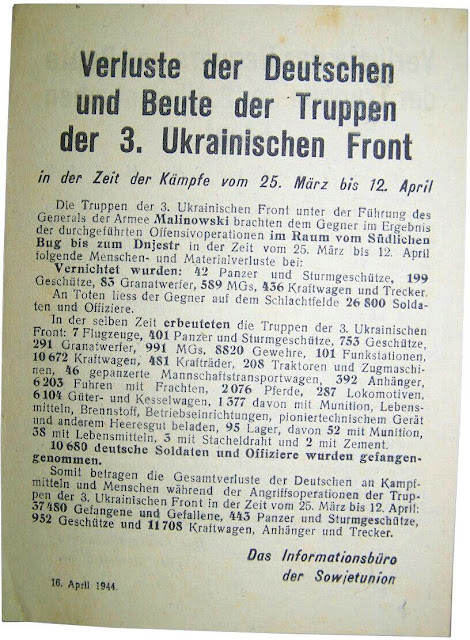 Verluste der Deutschen
und Beute der Truppen
der 3. Ukrainischen Front
in der Zeit der Kämpfe vom 25. März bis 12. April
Die Truppen der 3. Ukrainischen Front unter der Führung des
Generals der Armee Malinowski brachten dem Gegner im Ergebnis
der durchgeführten Offensivoperationen im Raum vom Südlichen
Bug bis zum Dnjestr in der Zeit vom 25. März bis 12. April
folgende Menschen- und Materialverluste bei:
Vernichtet wurden: 42 Panzer und Sturmgeschütze, 199
Geschütze, 83 Granatwerfer, 589 MGs, 436 Kraftwagen und Trecker.
An Toten liess der Gegner auf dem Schlachtfelde 26 800 Solda-
ten und Offiziere.
In der selben Zeit erbeuteten die Truppen der 3. Ukrainischen
Front: 7 Flugzeuge, 401 Panzer und Sturmgeschütze, 753 Geschütze,
291 Granatwerfer, 991 MGs, 8820 Gewehre, 101 Funkstationen,
10 672 Kraftwagen, 481 Krafträder, 208 Traktoren und Zugmaschi-
nen, 46 gepanzerte Mannschaftstransportwagen, 392 Anhänger,
6 203 Fuhren mit Frachten, 2 076 Pferde, 287 Lokomotiven,
6 104 Güter- und Kesselwagen, 1 377 davon mit Munition, Lebens-
mitteln, Brennstoff, Betriebseinrichtungen, pioniertechnischem Gerät
und anderem Heeresgut beladen, 95 Lager, davon 52 mit Munition,
38 mit Lebensmitteln, 3 mit Stacheldraht und 2 mit Zement.
10 680 deutsche Soldaten und Offiziere wurden gefangen-
genommen.
Somit betragen die Gesamtverluste der Deutschen an Kampf-
mitteln und Menschen während der Angriffsoperationen der Trup-
pen der 3. Ukrainischen Front in der Zeit vom 25. März bis 12. April:
37 480 Gefangene und Gefallene, 443 Panzer und Sturmgeschütze,
952 Geschütze und 11 708 Kraftwagen, Anhänger und Trecker.
Das Informationsbüro
der Sowjetunion
16. April 1944.